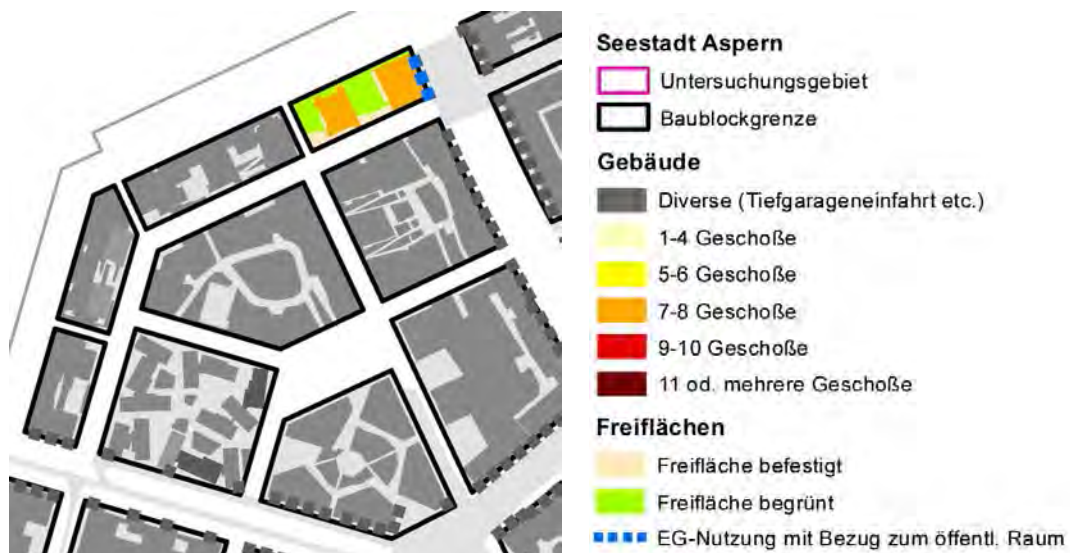 Seestadt Aspern
Untersuchungsgebiet
Baublockgrenze
Gebäude
Diverse (Tiefgarageneinfahrt etc.)
1-4 Geschoße
5-6 Geschoße
7-8 Geschoße
9-10 Geschoße
11 od. mehrere Geschoße
Freiflächen
Freifläche befestigt
Freifläche begrünt
EG-Nutzung mit Bezug zum öffentl. Raum